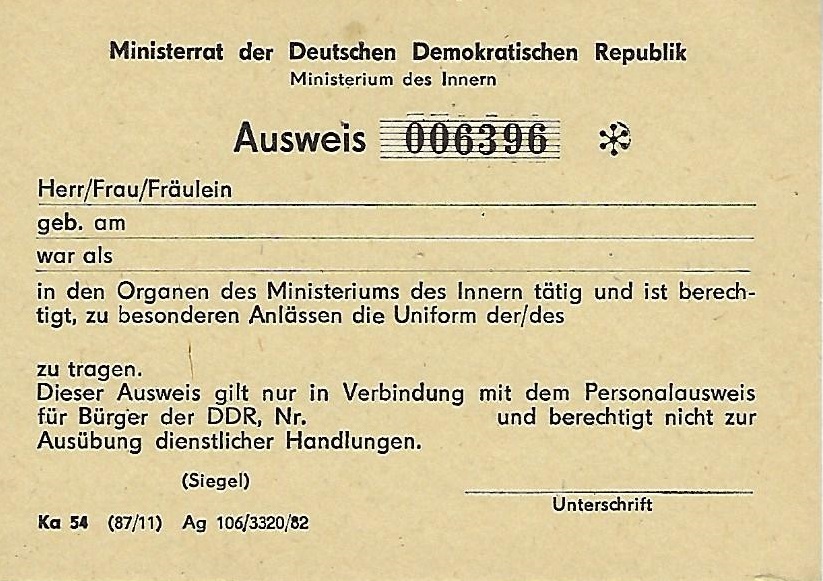 Ministerrat der Deutschen Demokratischen Republik
Ministerium des Innern
Ausweis 006396
Herr/Frau/Fräulein
geb. am
war als
in den Organen des Ministeriums des Innern tätig und ist berech-
tigt, zu besonderen Anlässen die Uniform der/des
zu tragen.
Dieser Ausweis gilt nur in Verbindung mit dem Personalausweis
für Bürger der DDR, Nr. und berechtigt nicht zur
Ausübung dienstlicher Handlungen.
(Siegel)
Unterschrift
Ka 54 (87/11) Ag 106/3320/82